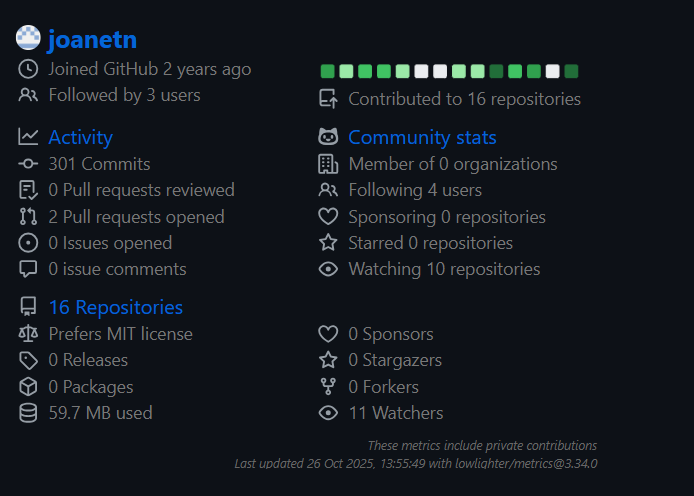 joanetn
Joined GitHub 2 years ago
Followed by 3 users
Contributed to 16 repositories
Activity
301 Commits
0 Pull requests reviewed
2 Pull requests opened
0 Issues opened
0 issue comments
Community stats
Member of 0 organizations
Following 4 users
Sponsoring 0 repositories
Starred 0 repositories
Watching 10 repositories
16 Repositories
Prefers MIT license
0 Releases
0 Packages
59.7 MB used
0 Sponsors
0 Stargazers
0 Forkers
11 Watchers
These metrics include private contributions
Last updated 26 Oct 2025, 13:55:49 with lowlighter/metrics@3.34.0